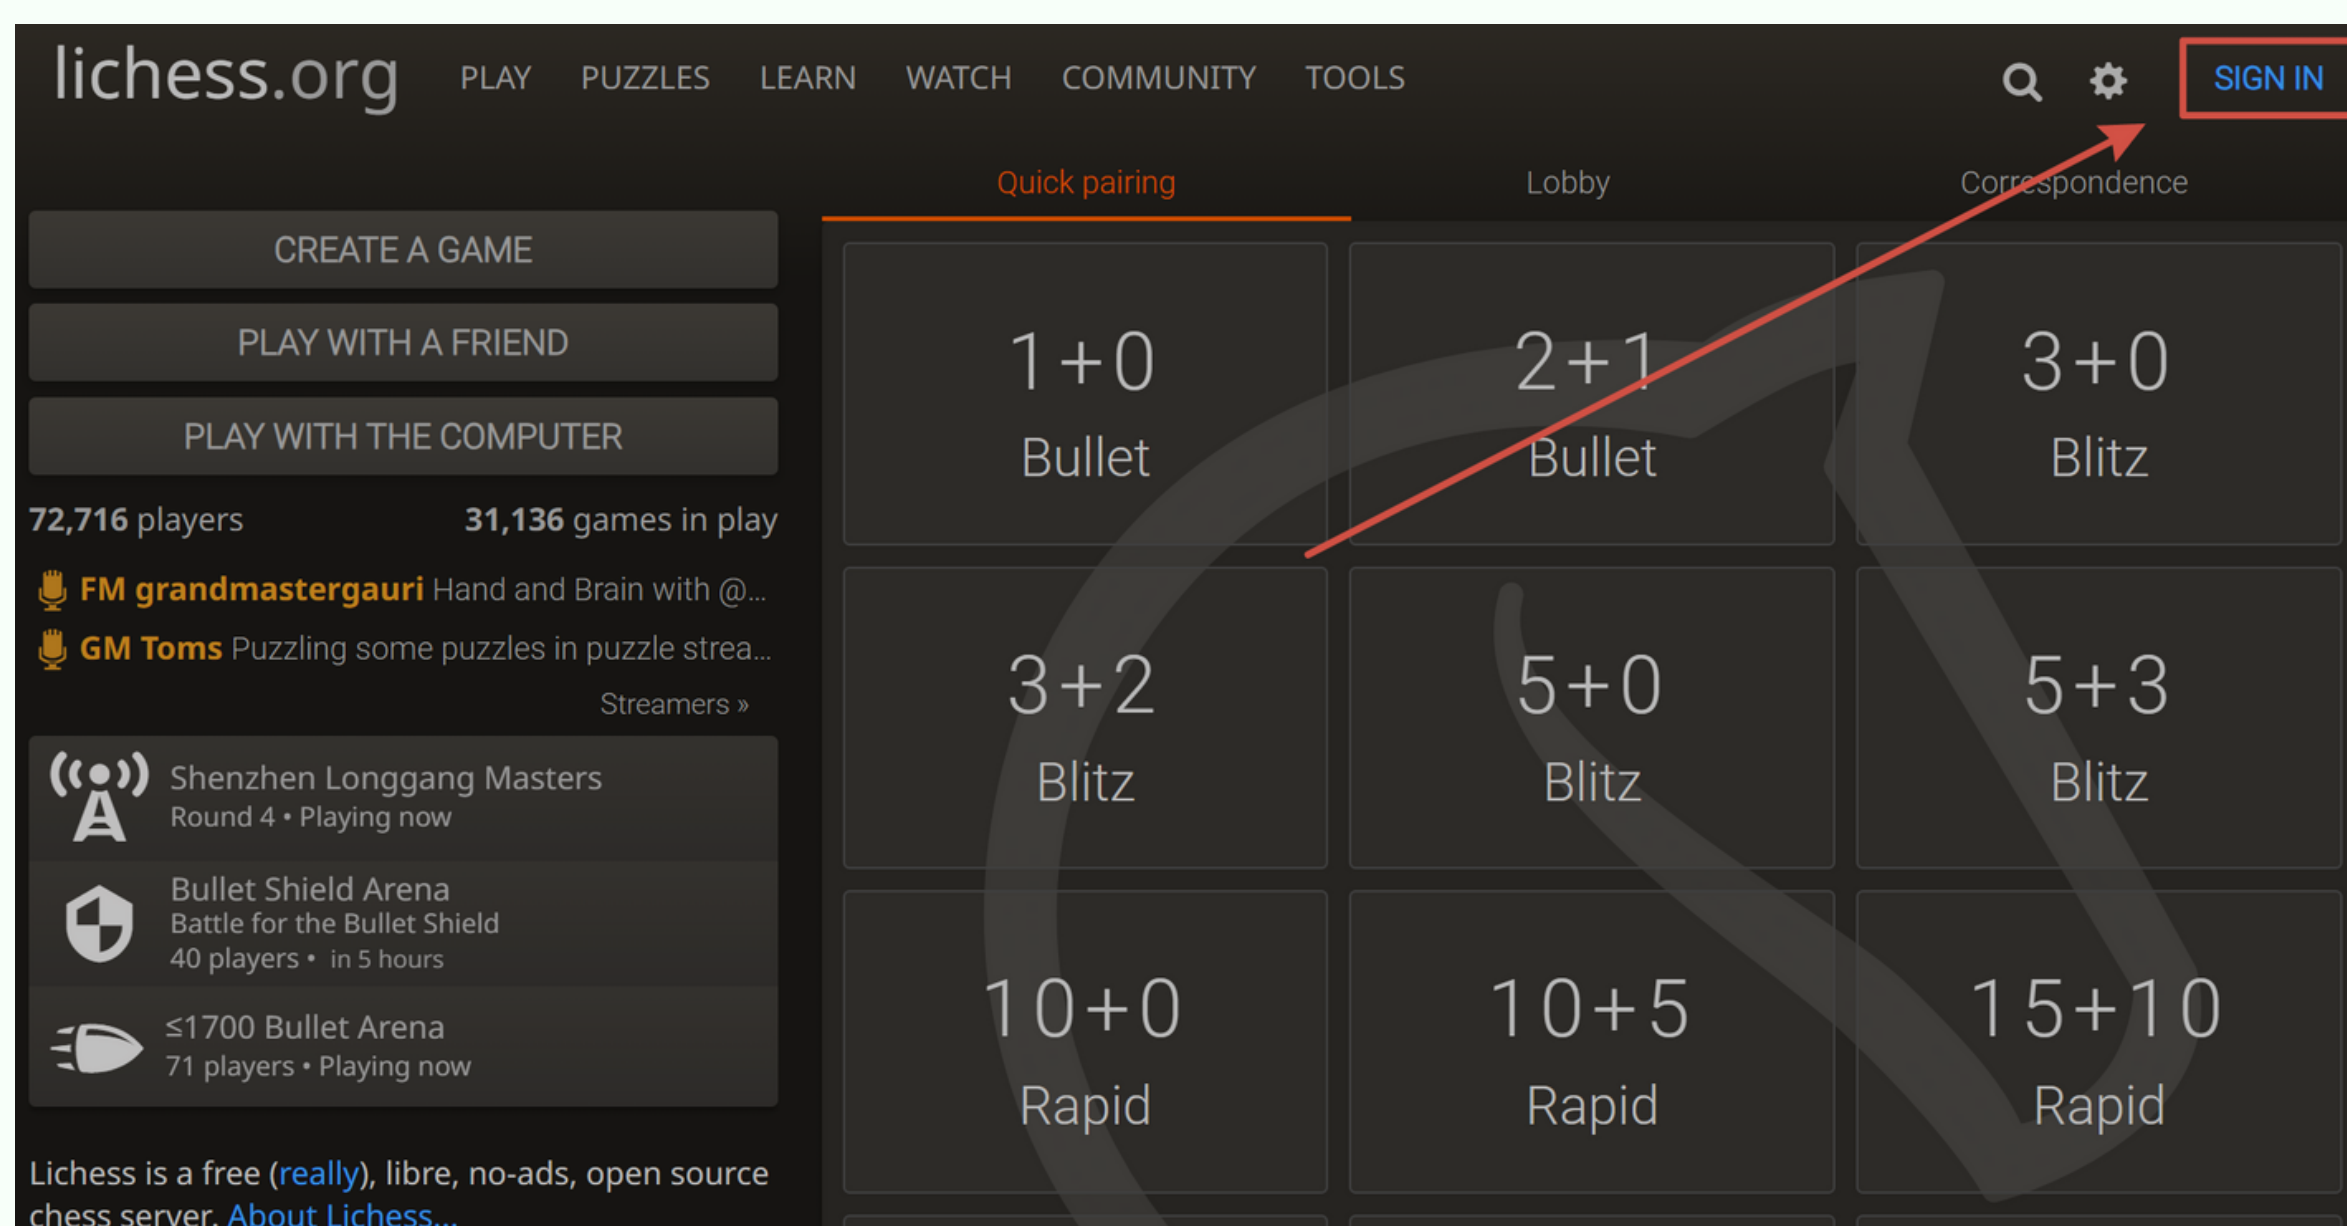 lichess.org PLAY PUZZLES LEARN WATCH COMMUNITY TOOLS SIGN IN
Quick pairing Lobby Correspondence
CREATE A GAME
PLAY WITH A FRIEND
PLAY WITH THE COMPUTER
72,716 players 31,136 games in play
FM grandmastergauri Hand and Brain with @...
GM Toms Puzzling some puzzles in puzzle strea...
Streamers »
Shenzhen Longgang Masters
Round 4 • Playing now
Bullet Shield Arena
Battle for the Bullet Shield
40 players • in 5 hours
≤1700 Bullet Arena
71 players • Playing now
Lichess is a free (really), libre, no-ads, open source
chess server. About Lichess...
1+0
Bullet
2+1
Bullet
3+0
Blitz
3+2
Blitz
5+0
Blitz
5+3
Blitz
10+0
Rapid
10+5
Rapid
15+10
Rapid